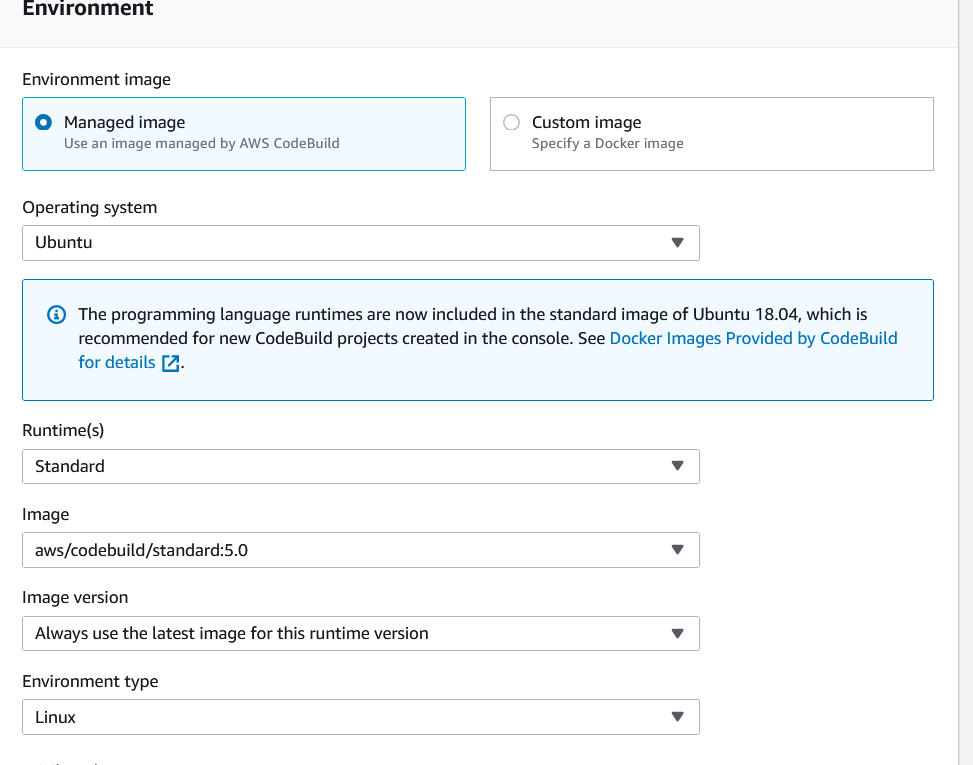 Environment
Environment image
Managed image
Use an image managed by AWS CodeBuild
Custom image
Specify a Docker image
Operating system
Ubuntu
The programming language runtimes are now included in the standard image of Ubuntu 18.04, which is
recommended for new CodeBuild projects created in the console. See Docker Images Provided by CodeBuild
for details.
Runtime(s)
Standard
Image
aws/codebuild/standard:5.0
Image version
Always use the latest image for this runtime version
Environment type
Linux